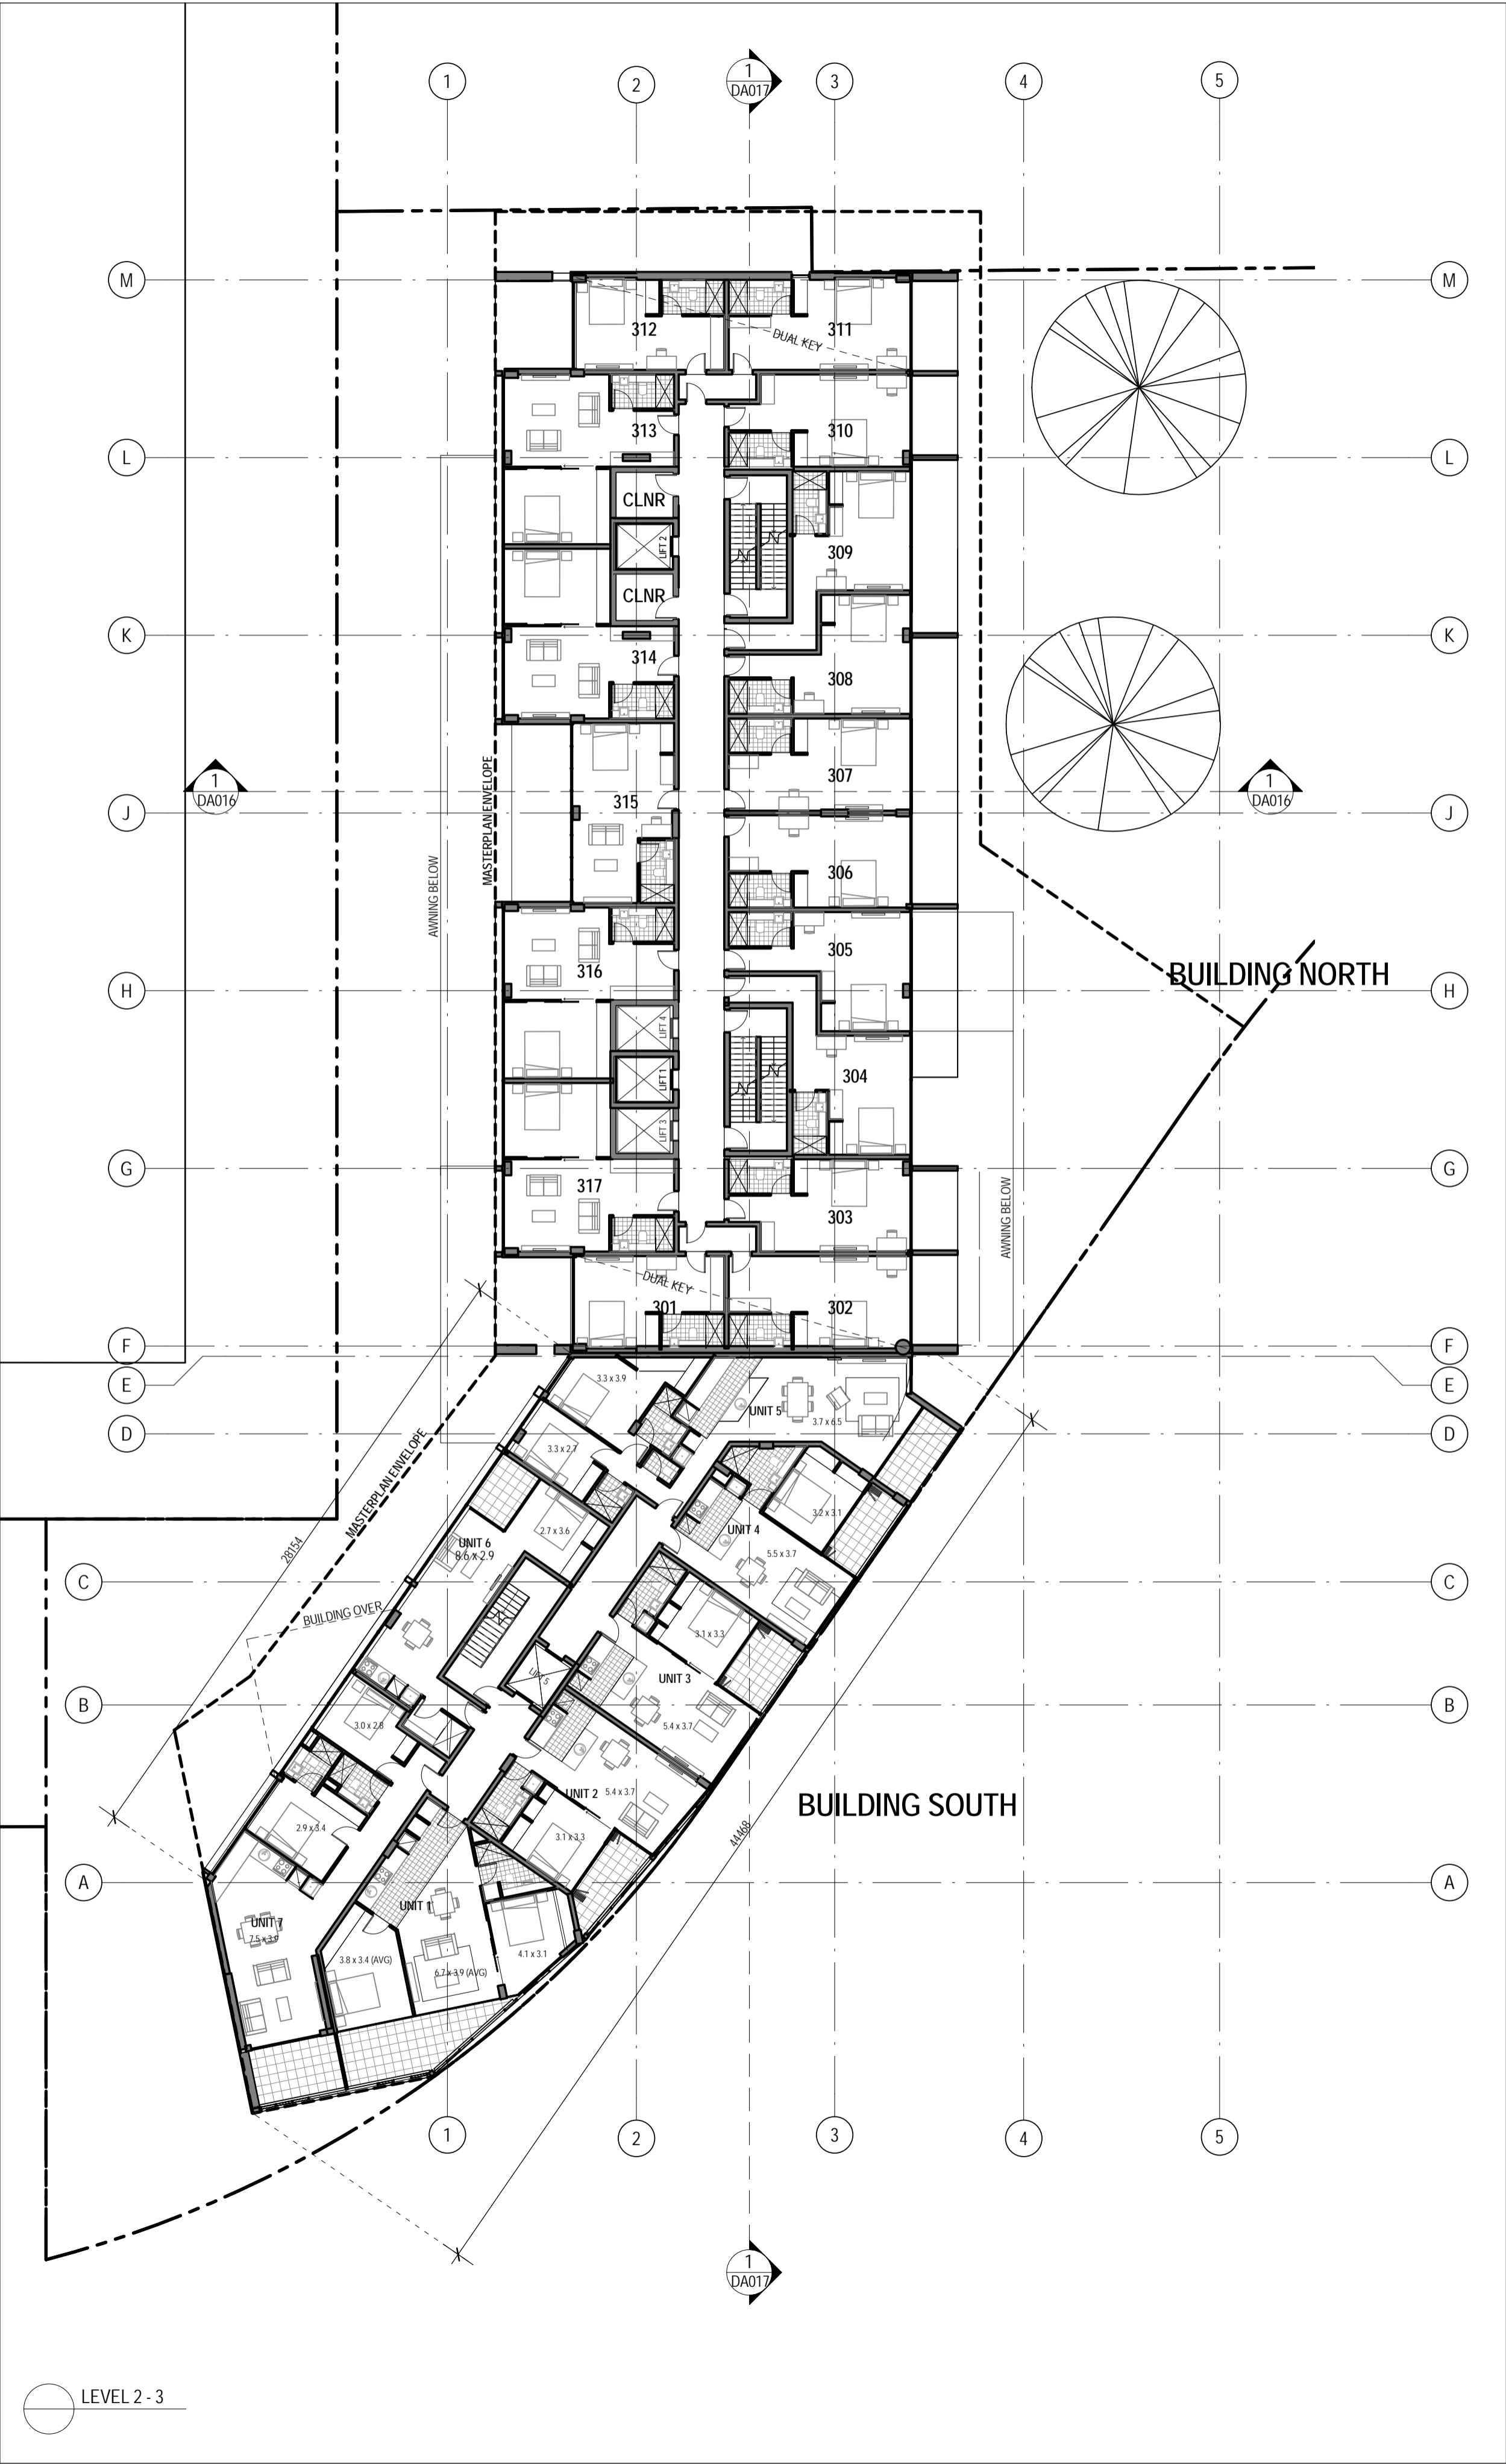 1
2
1
DA017
3
4
5
M
M
312
311
DUAL KEY
313
310
L
L
CLNR
LIFT 2
309
CLNR
K
K
314
308
1
DA016
MASTERPLAN ENVELOPE
315
307
1
DA016
J
J
AWNING BELOW
306
305
316
BUILDING NORTH
H
H
LIFT 4
LIFT 1
304
LIFT 3
G
G
317
303
AWNING BELOW
DUAL KEY
301
302
F
F
E
E
3.3 x 3.9
UNIT 5
3.7 x 6.5
D
D
3.3 x 2.7
MASTERPLAN ENVELOPE
28154
3.2 x 3.1
2.7 x 3.6
UNIT 4
UNIT 6
8.6 x 2.9
5.5 x 3.7
C
C
BUILDING OVER
3.1 x 3.3
LIFT 5
UNIT 3
B
B
3.0 x 2.8
5.4 x 3.7
UNIT 2
5.4 x 3.7
BUILDING SOUTH
44468
2.9 x 3.4
3.1 x 3.3
A
A
UNIT 1
UNIT 7
7.5 x 3.9
3.8 x 3.4 (AVG)
6.7 x 3.9 (AVG)
4.1 x 3.1
1
2
3
4
5
1
DA017
LEVEL 2 - 3